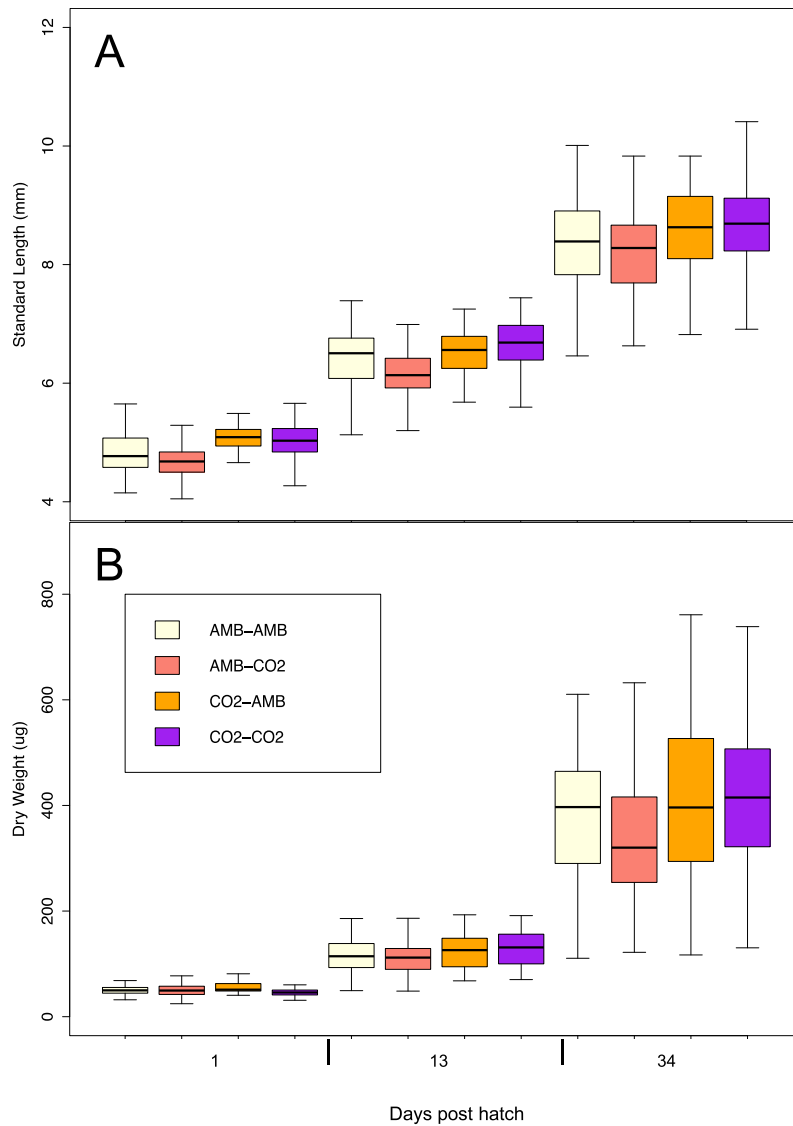 A
Standard Length (mm)
12
10
8
6
4
B
Dry Weight (ug)
800
600
400
200
0
AMB–AMB
AMB–CO2
CO2–AMB
CO2–CO2
1
13
34
Days post hatch